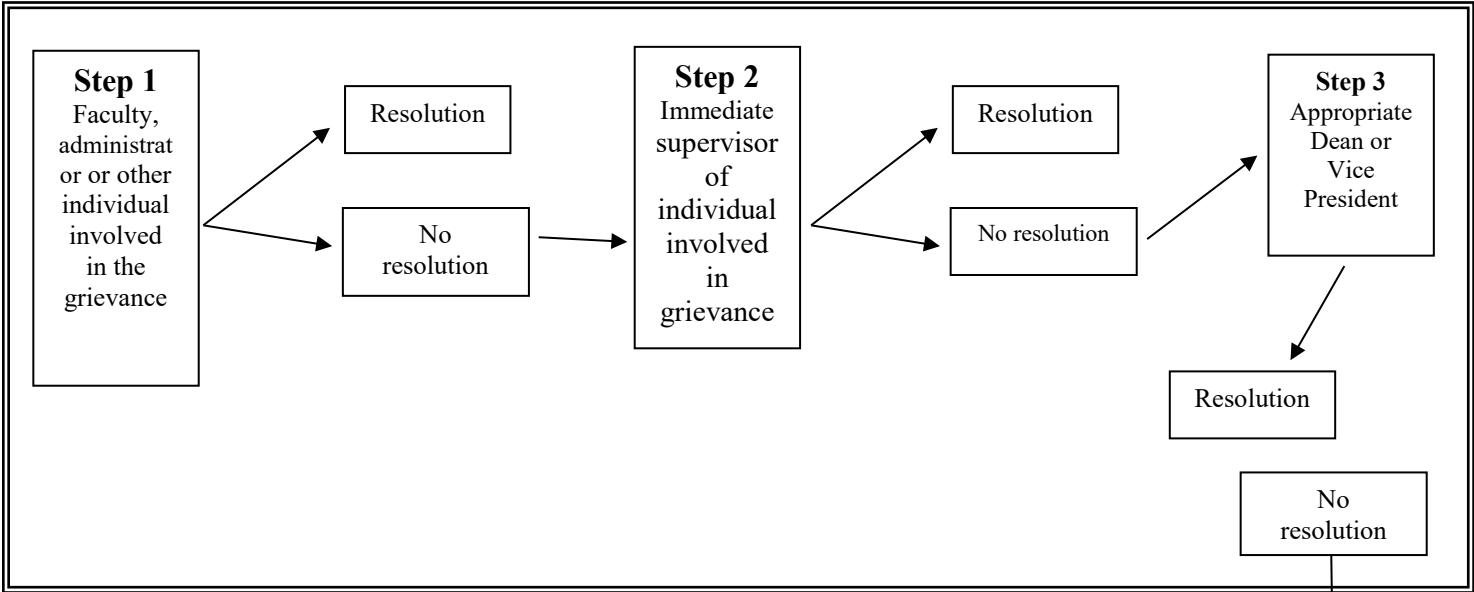 Step 1
Faculty,
administrat
or or other
individual
involved
in the
grievance
Resolution
No
resolution
Step 2
Immediate
supervisor
of
individual
involved
in
grievance
Resolution
No resolution
Step 3
Appropriate
Dean or
Vice
President
Resolution
No
resolution